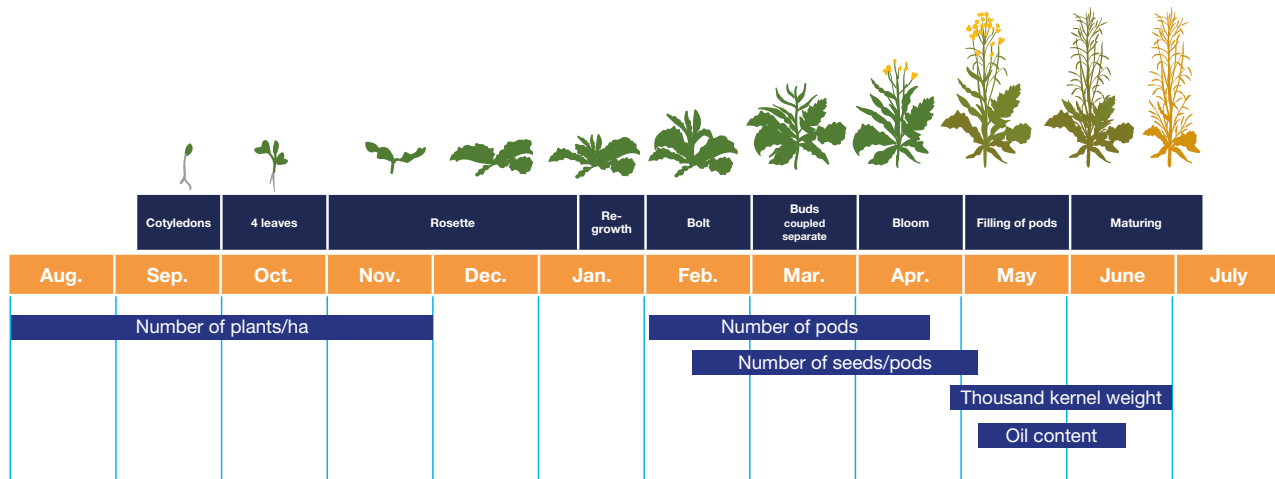 Cotyledons
4 leaves
Rosette
Re-
growth
Bolt
Buds
coupled
separate
Bloom
Filling of pods
Maturing
Aug.
Sep.
Oct.
Nov.
Dec.
Jan.
Feb.
Mar.
Apr.
May
June
July
Number of plants/ha
Number of pods
Number of seeds/pods
Thousand kernel weight
Oil content